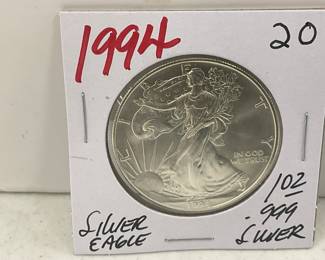 1994
20
LIBERTY
IN GOD
WE TRUST
SILVER
EAGLE
1OZ
.999
SILVER